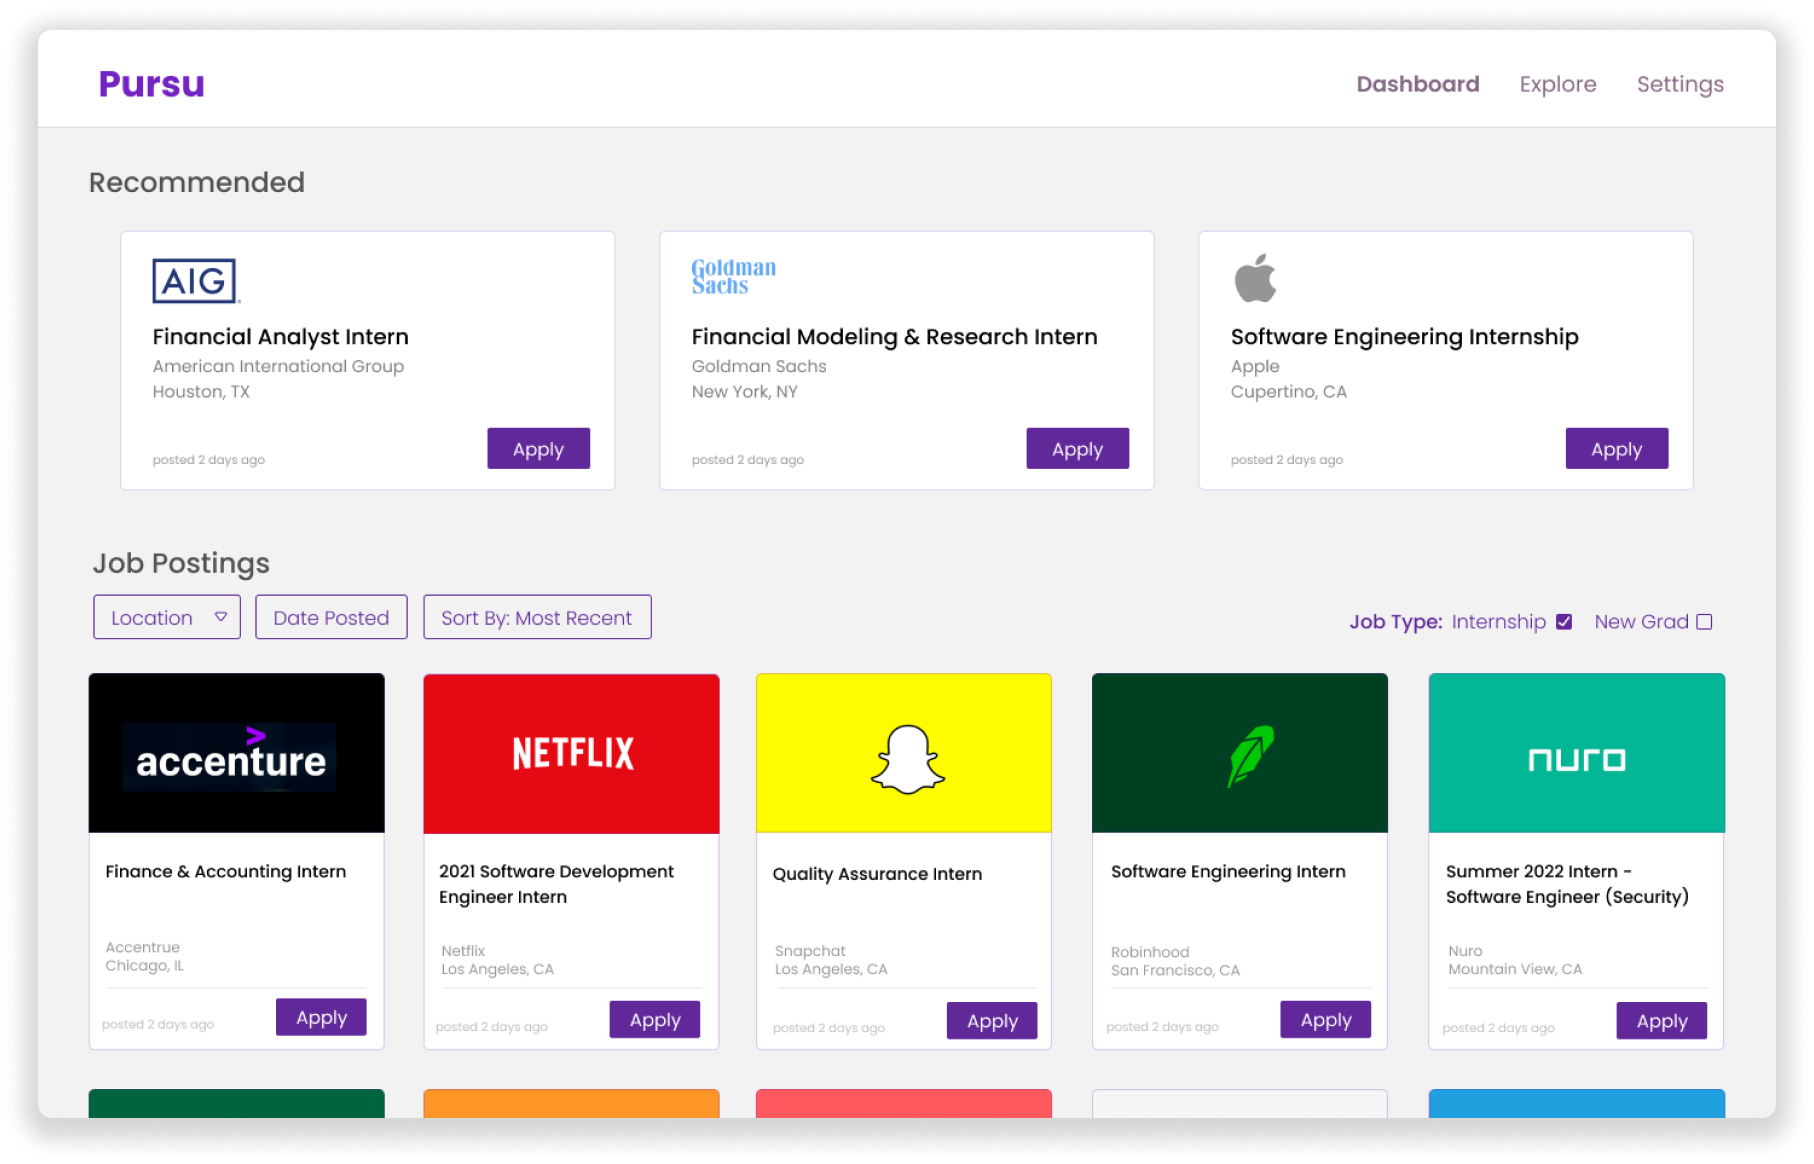 Pursu
Dashboard
Explore
Settings
Recommended
AIG
Financial Analyst Intern
American International Group
Houston, TX
posted 2 days ago
Apply
Goldman
Sachs
Financial Modeling & Research Intern
Goldman Sachs
New York, NY
posted 2 days ago
Apply
Software Engineering Internship
Apple
Cupertino, CA
posted 2 days ago
Apply
Job Postings
Location
Date Posted
Sort By: Most Recent
Job Type: Internship
New Grad
accenture
Finance & Accounting Intern
Accentrue
Chicago, IL
posted 2 days ago
Apply
NETFLIX
2021 Software Development
Engineer Intern
Netflix
Los Angeles, CA
posted 2 days ago
Apply
Quality Assurance Intern
Snapchat
Los Angeles, CA
posted 2 days ago
Apply
Software Engineering Intern
Robinhood
San Francisco, CA
posted 2 days ago
Apply
nuro
Summer 2022 Intern -
Software Engineer (Security)
Nuro
Mountain View, CA
posted 2 days ago
Apply